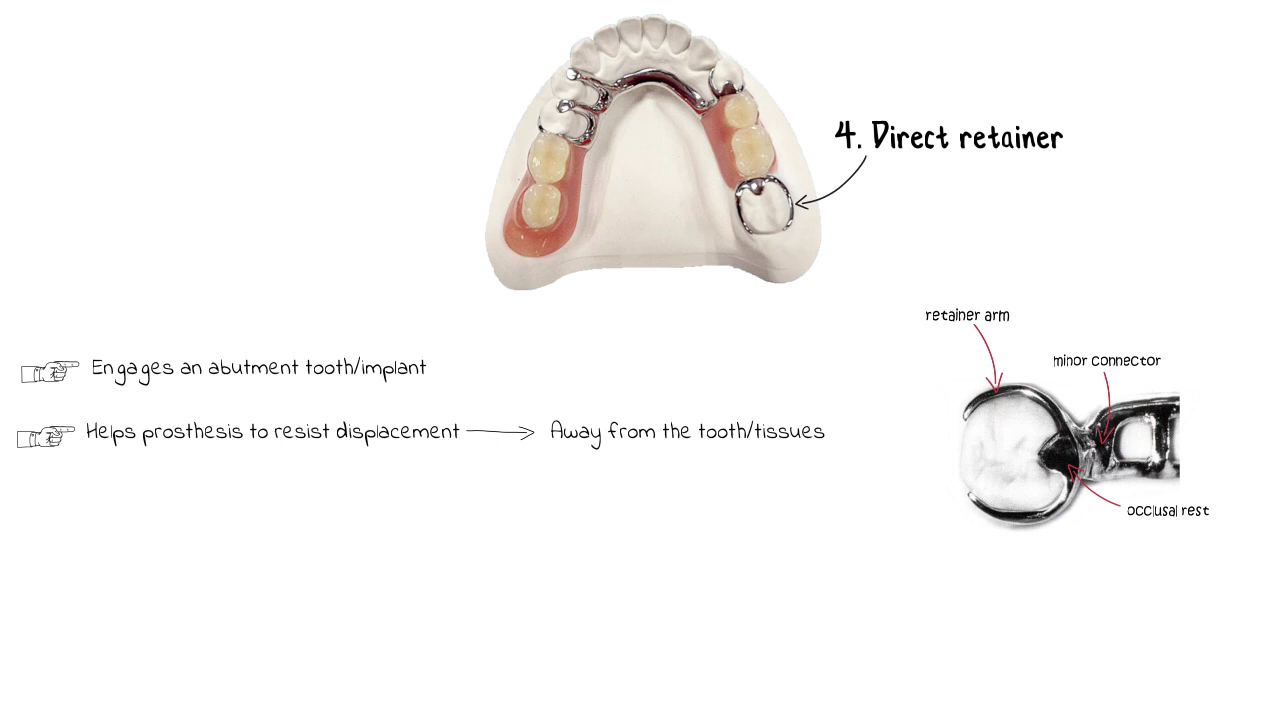 4. Direct retainer
retainer arm
minor connector
Engages an abutment tooth/implant
Helps prosthesis to resist displacement
Away from the tooth/tissues
occlusal rest